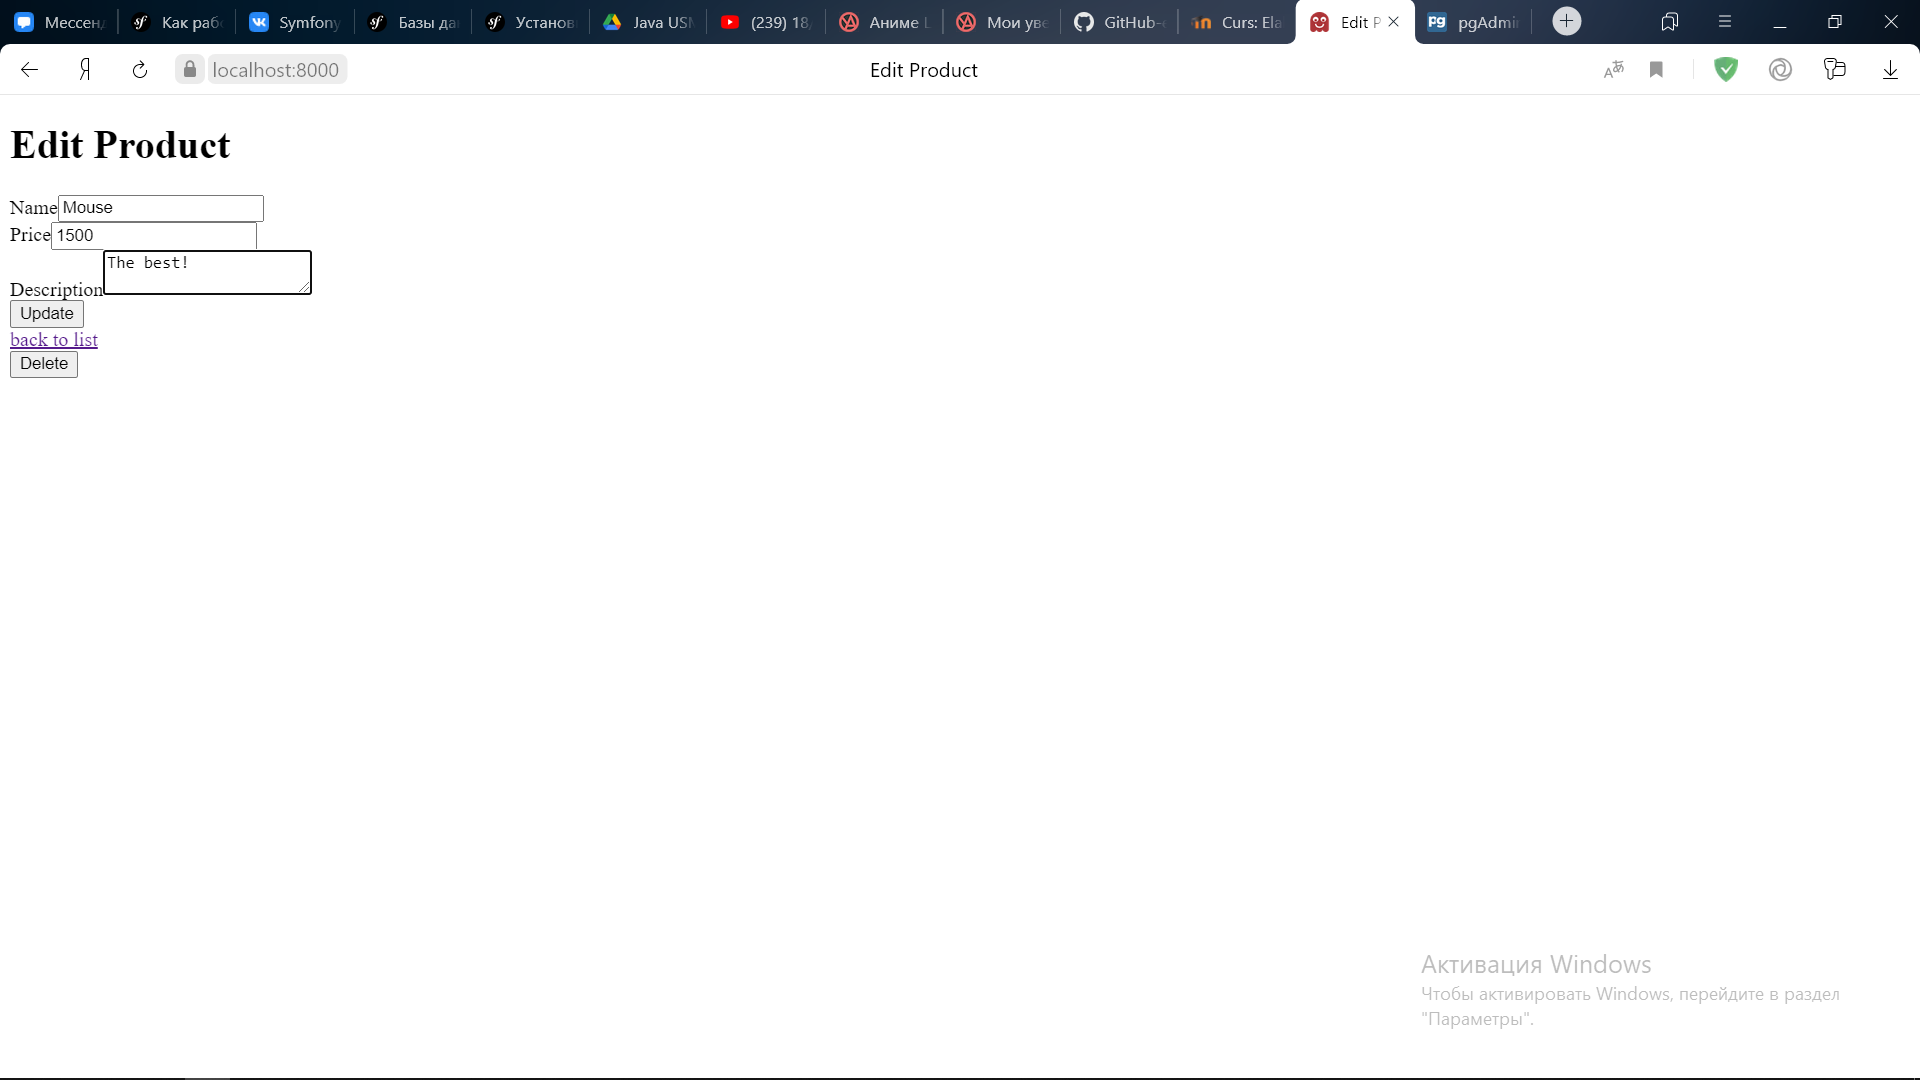 Мессенд
Как раб
Symfony
Базы да
Установ
Java USM
(239) 18
Аниме
Мои уве
GitHub-
Curs: Ela
Edit P
pgAdmi
localhost:8000
Edit Product
Edit Product
Name Mouse
Price 1500
Description The best!
Update
back to list
Delete
Активация Windows
Чтобы активировать Windows, перейдите в раздел
"Параметры".